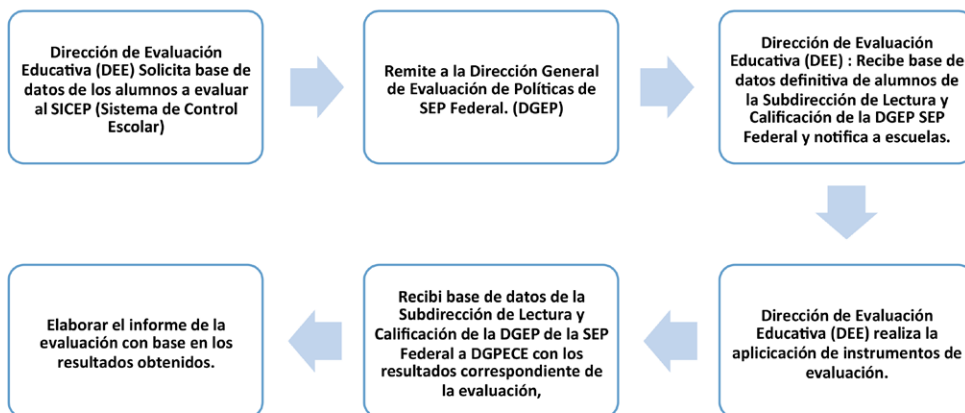 Dirección de Evaluación
Educativa (DEE) Solicita base de
datos de los alumnos a evaluar
al SICEP (Sistema de Control
Escolar)
Remite a la Dirección General
de Evaluación de Políticas de
SEP Federal. (DGEP)
Dirección de Evaluación
Educativa (DEE) : Recibe base de
datos definitiva de alumnos de
la Subdirección de Lectura y
Calificación de la DGEP SEP
Federal y notifica a escuelas.
Dirección de Evaluación
Educativa (DEE) realiza la
aplicicación de instrumentos de
evaluación.
Recibi base de datos de la
Subdirección de Lectura y
Calificación de la DGEP de la SEP
Federal a DGPECE con los
resultados correspondiente de
la evaluación,
Elaborar el informe de la
evaluación con base en los
resultados obtenidos.